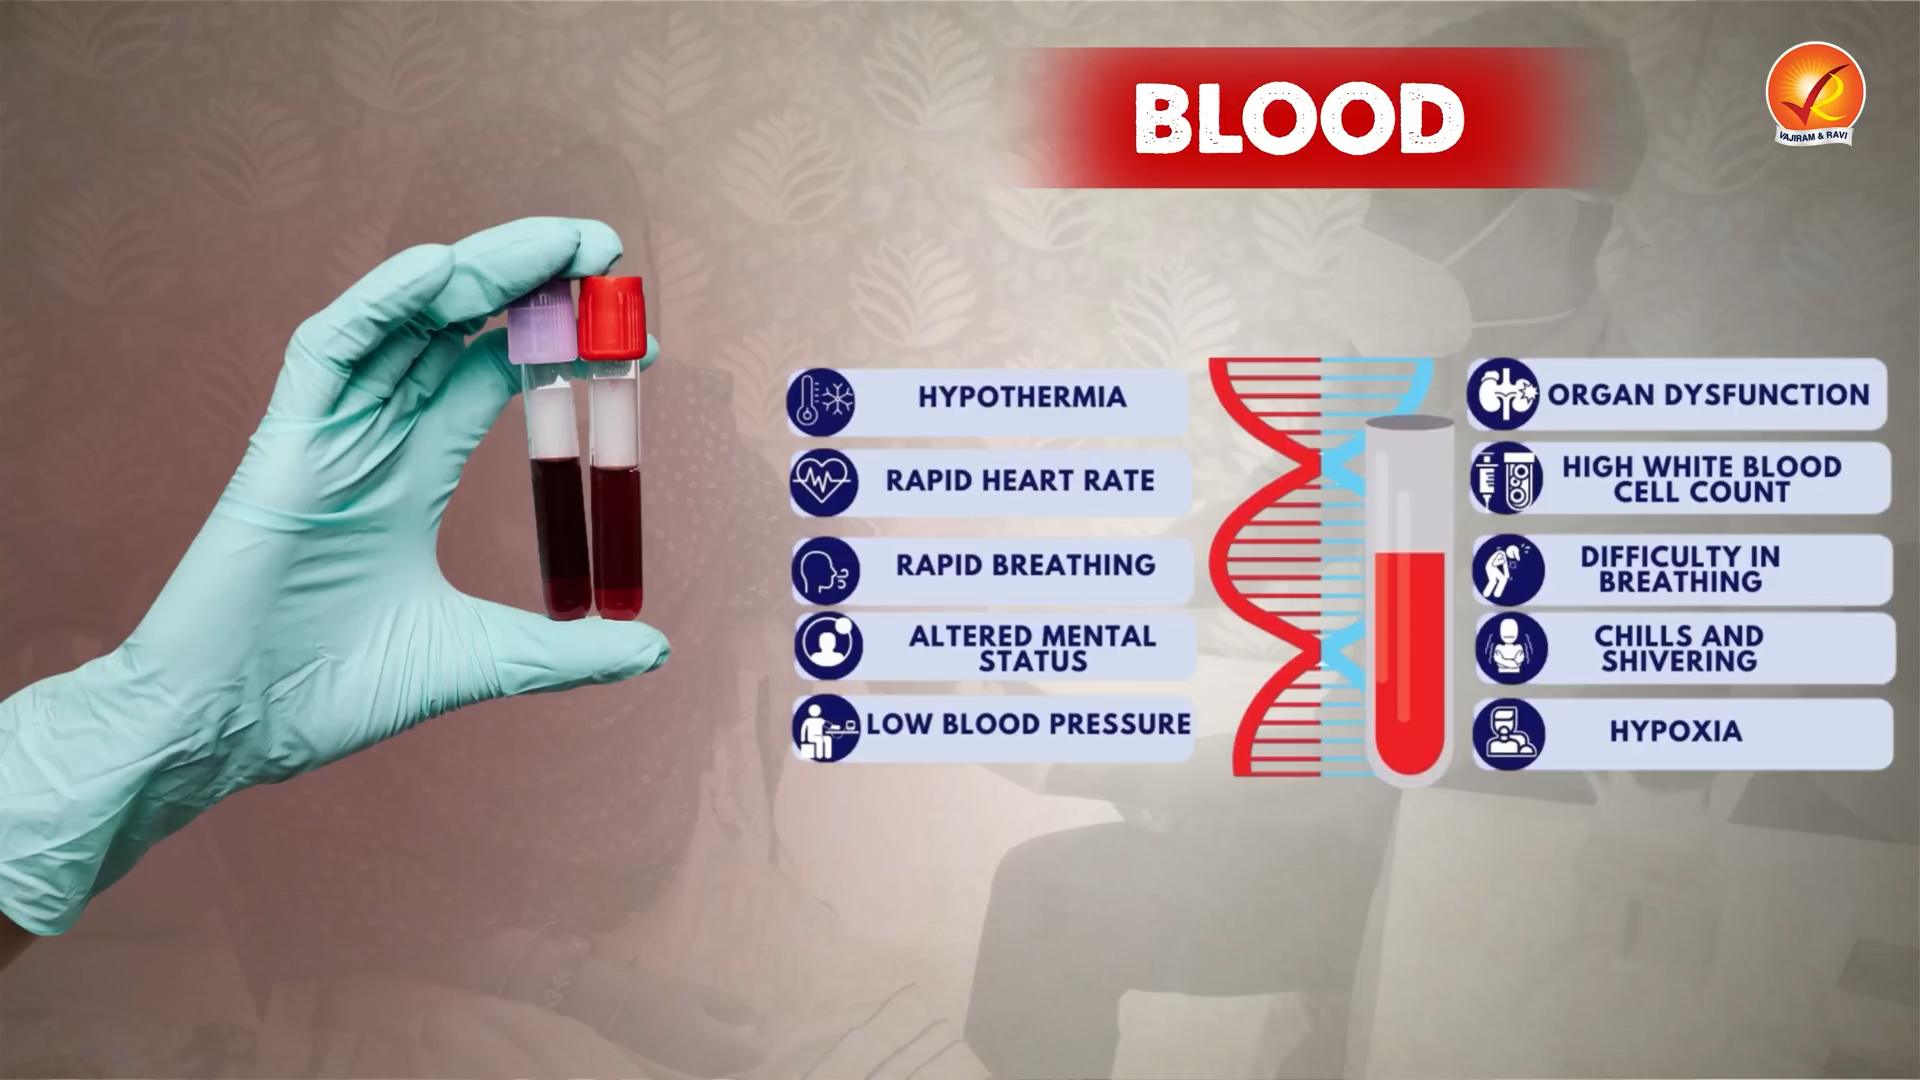 BLOOD
VAJIRAM & RAVI
HYPOTHERMIA
RAPID HEART RATE
RAPID BREATHING
ALTERED MENTAL
STATUS
LOW BLOOD PRESSURE
ORGAN DYSFUNCTION
HIGH WHITE BLOOD
CELL COUNT
DIFFICULTY IN
BREATHING
CHILLS AND
SHIVERING
HYPOXIA